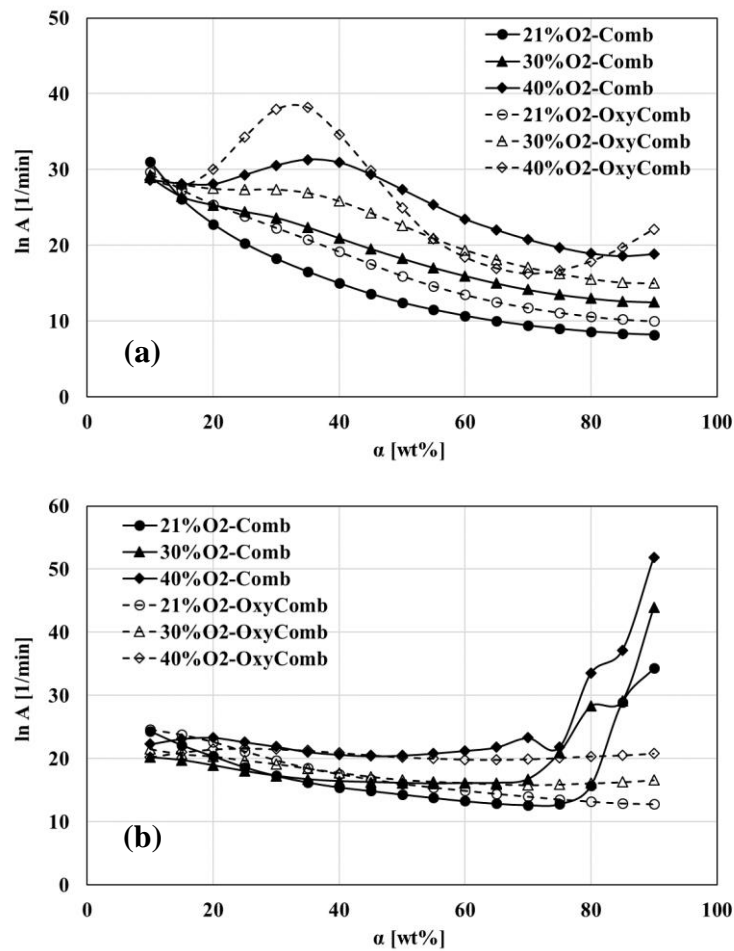 50
40
30
20
10
0
ln A [1/min]
21%O2-Comb
30%O2-Comb
40%O2-Comb
21%O2-OxyComb
30%O2-OxyComb
40%O2-OxyComb
(a)
0 20 40 60 80 100
α [wt%]
60
50
40
30
20
10
0
ln A [1/min]
21%O2-Comb
30%O2-Comb
40%O2-Comb
21%O2-OxyComb
30%O2-OxyComb
40%O2-OxyComb
(b)
0 20 40 60 80 100
α [wt%]